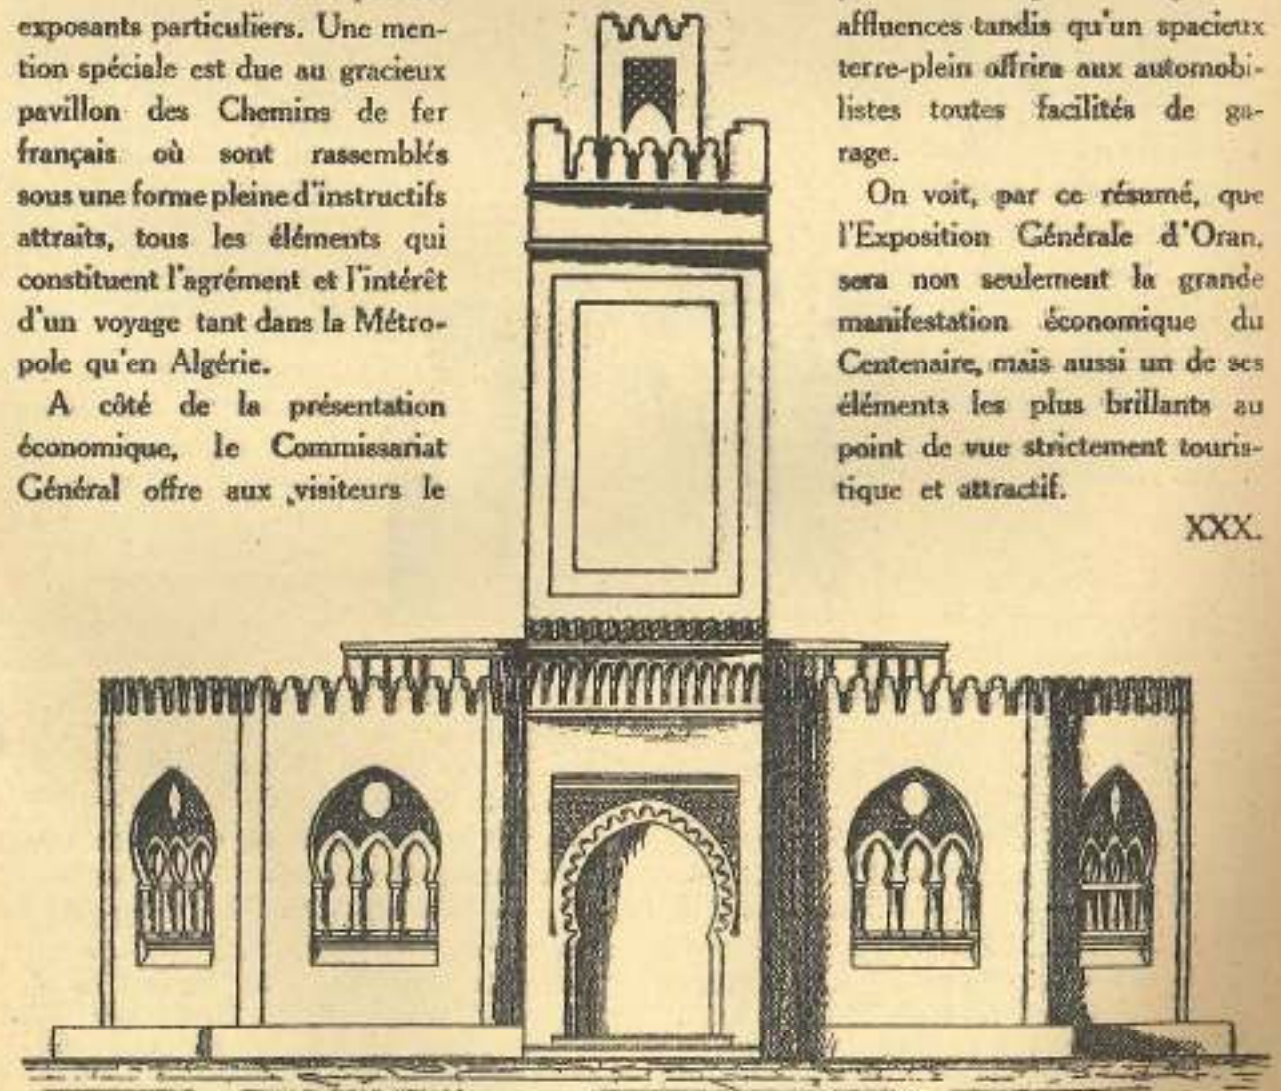 exposants particuliers. Une men-
tion spéciale est due au gracieux
pavillon des Chemins de fer
français où sont rassemblés
sous une forme pleine d'instructifs
attraits, tous les éléments qui
constituent l'agrément et l'intérêt
d'un voyage tant dans la Métro-
pole qu'en Algérie.
A côté de la présentation
économique, le Commissariat
Général offre aux visiteurs le
affluences tandis qu'un spacieux
terre-plein offrira aux automobi-
listes toutes facilités de ga-
rage.
On voit, par ce résumé, que
l'Exposition Générale d'Oran,
sera non seulement la grande
manifestation économique du
Centenaire, mais aussi un de ses
éléments les plus brillants au
point de vue strictement touris-
tique et attractif.
XXX.